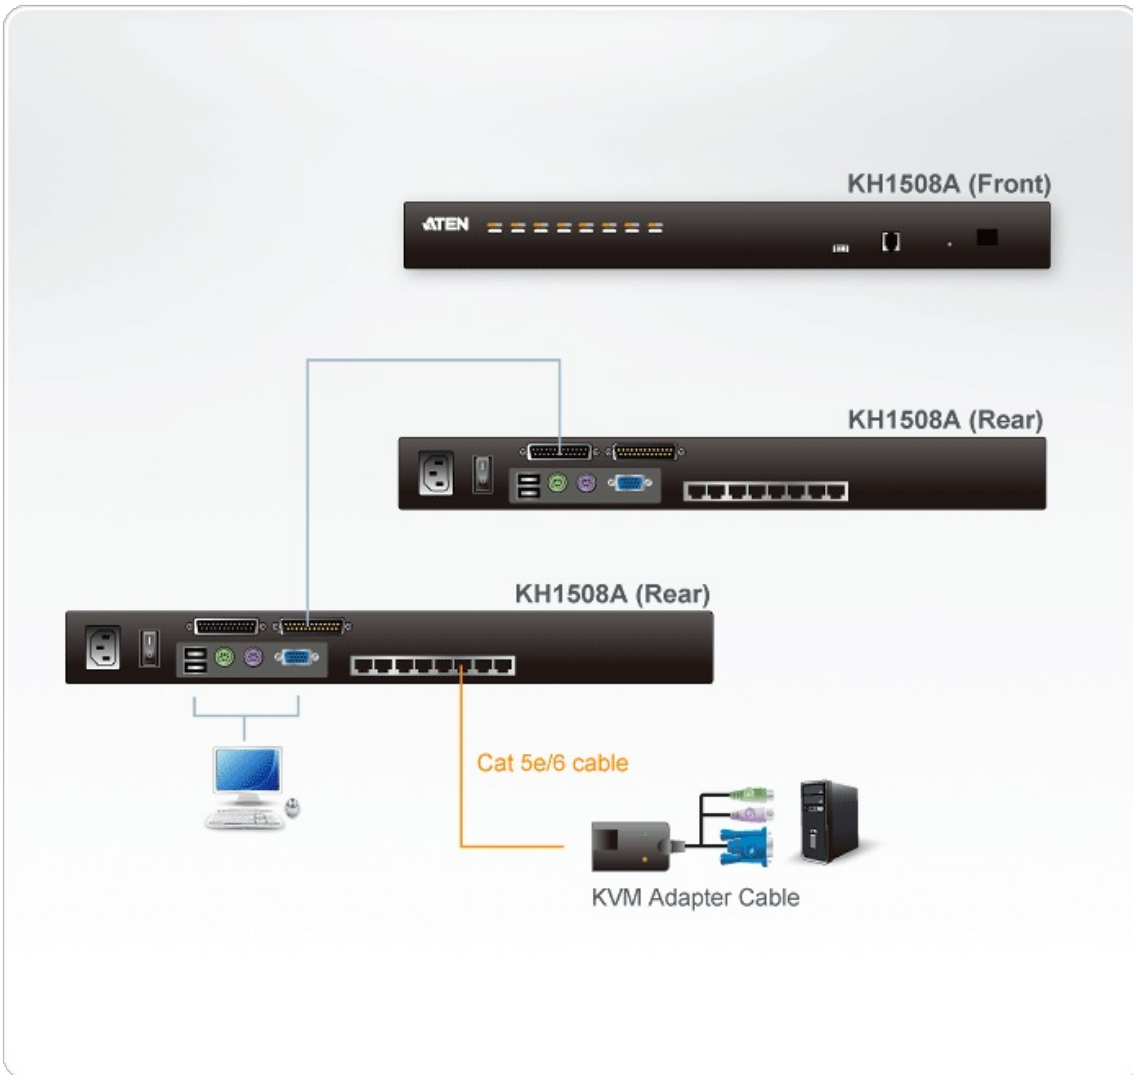 KH1508A (Front)
ATEN
KH1508A (Rear)
KH1508A (Rear)
Cat 5e/6 cable
KVM Adapter Cable